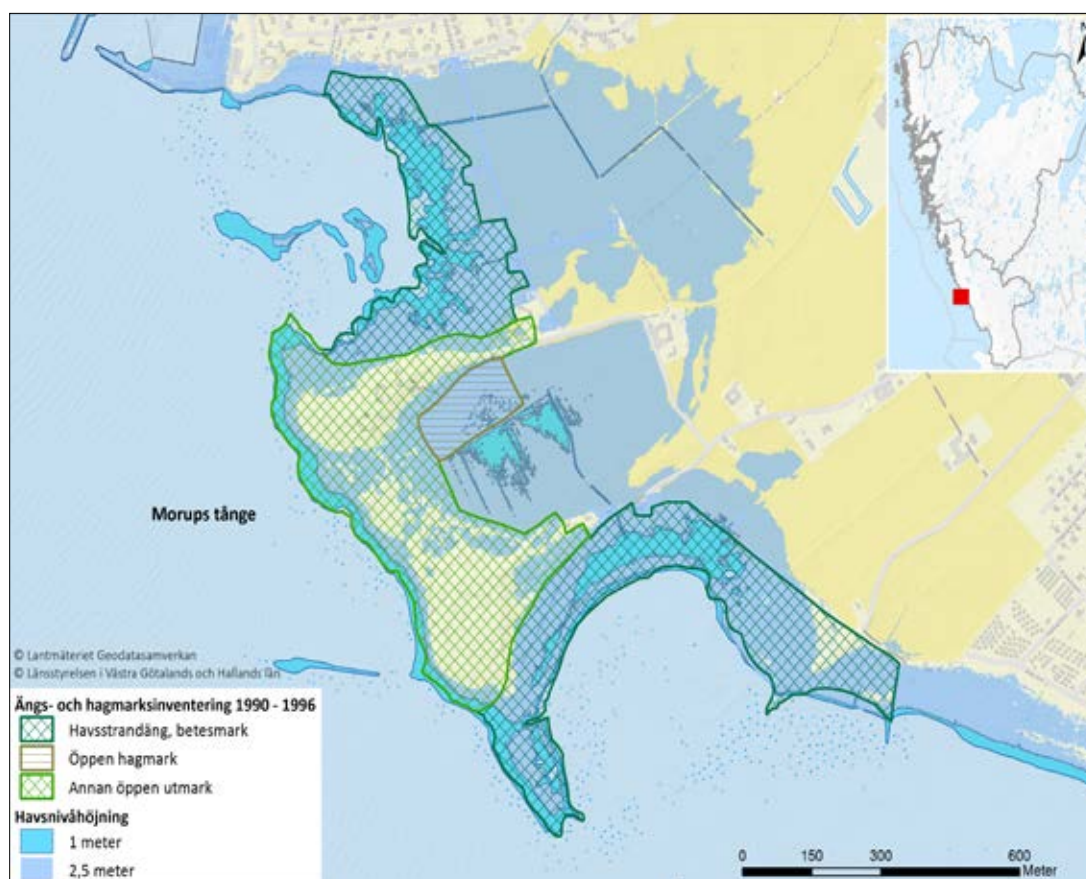 Morups tånge
© Lantmäteriet Geodatasamverkan
© Länsstyrelsen i Västra Götalands och Hallands län
Ängs- och hagmarksinventering 1990 - 1996
Havsstrandäng, betesmark
Öppen hagmark
Annan öppen utmark
Havsnivåhöjning
1 meter
2,5 meter
0 150 300 600
Meter